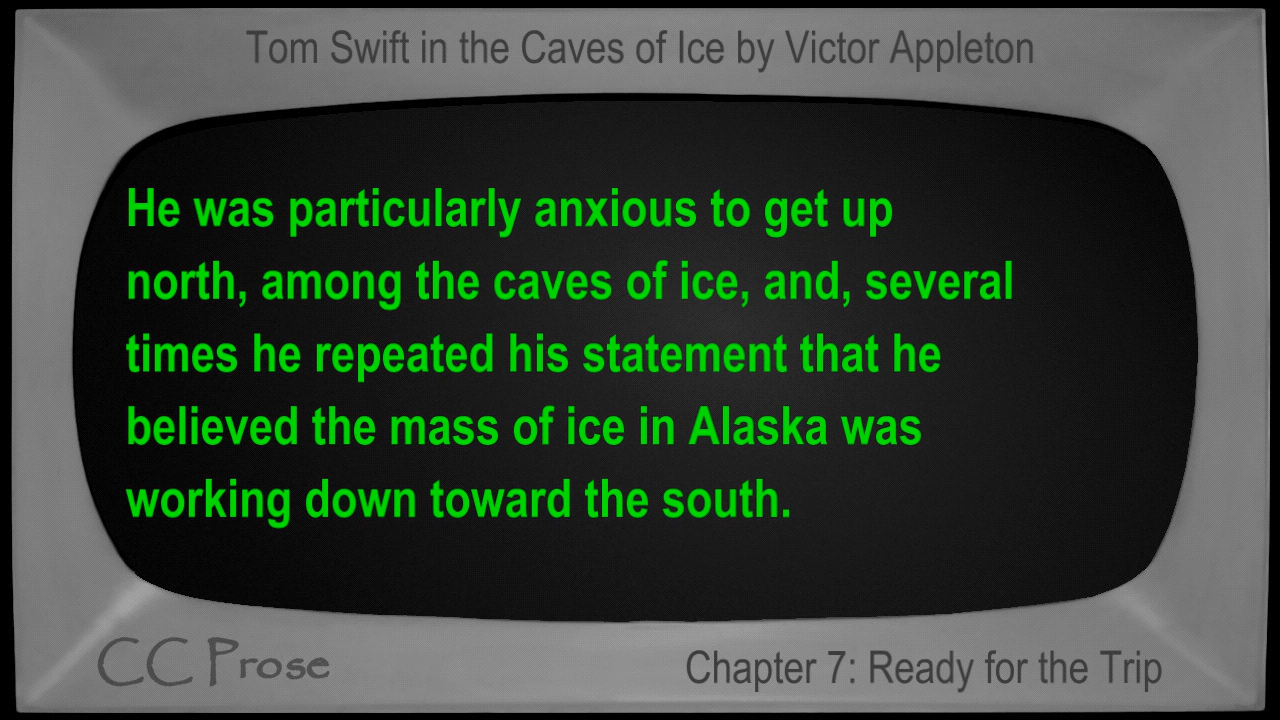 Tom Swift in the Caves of Ice by Victor Appleton
He was particularly anxious to get up
north, among the caves of ice, and, several
times he repeated his statement that he
believed the mass of ice in Alaska was
working down toward the south.
CC Prose
Chapter 7: Ready for the Trip